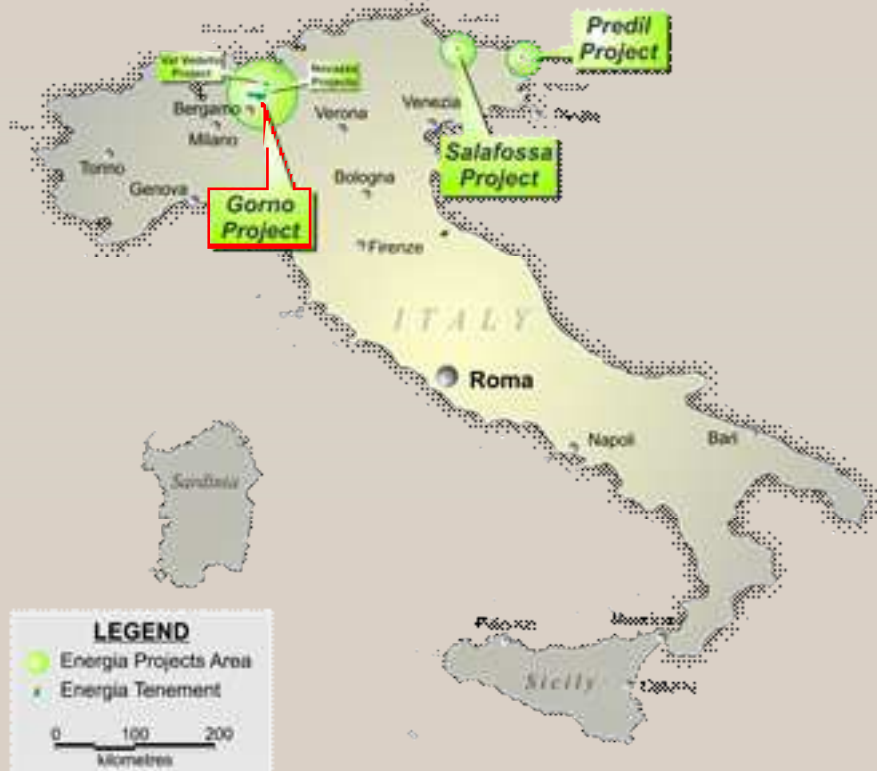 Predil
Project
Val Vedello
Project
Novazza
Project
Bergamo
Milano
Verona
Venezia
Salafossa
Project
Torino
Genova
Bologna
Gorno
Project
Firenze
ITALY
Roma
Napoli
Bari
Sardinia
Sicily
LEGEND
Energia Projects Area
Energia Tenement
0 100 200
kilometres